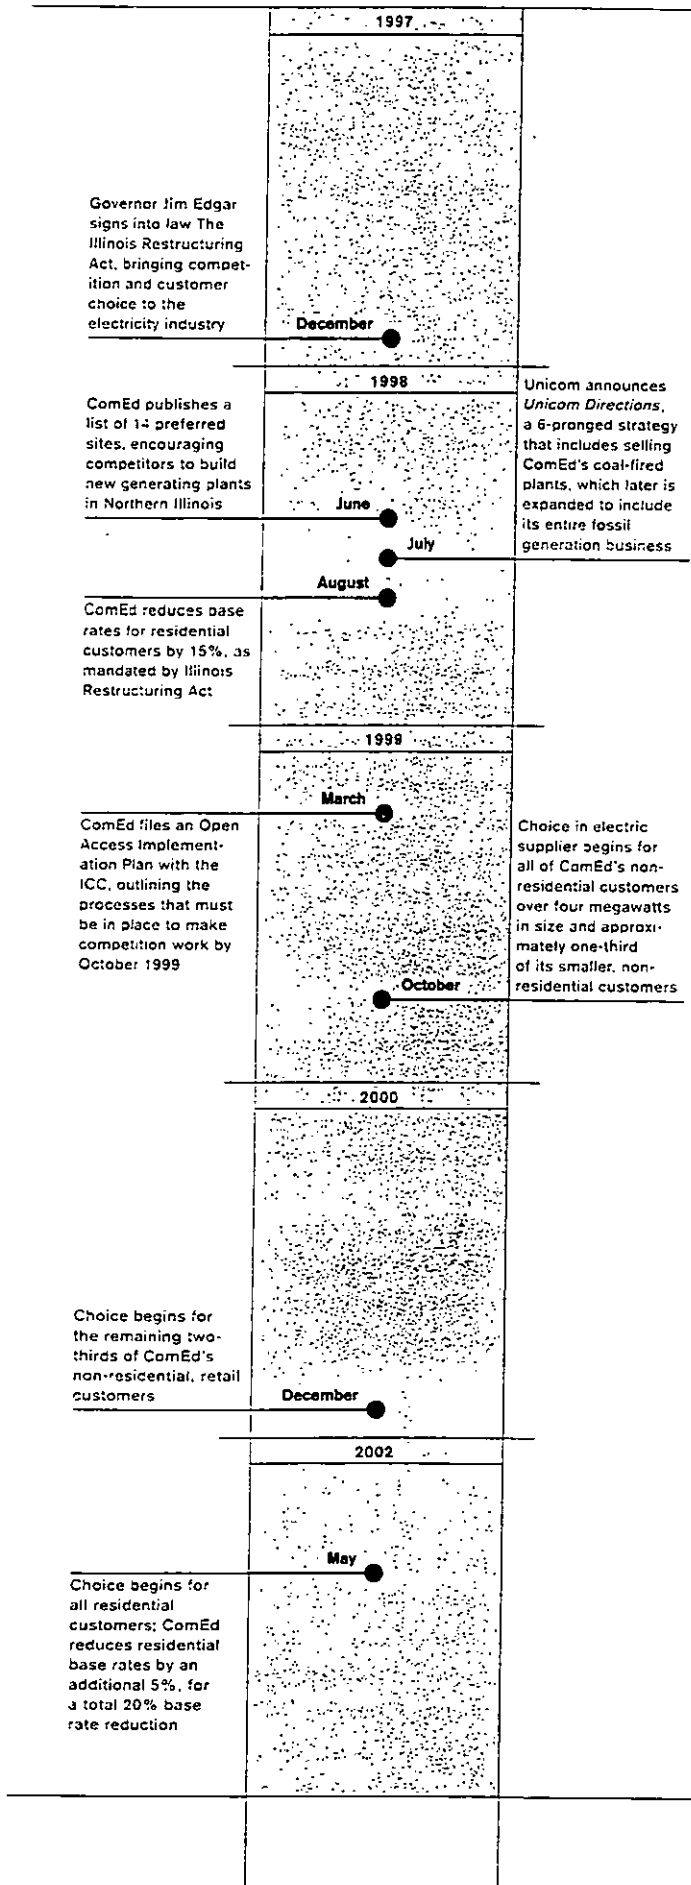 1997
Governor Jim Edgar
signs into law The
Illinois Restructuring
Act, bringing compet-
ition and customer
choice to the
electricity industry
December
1998
ComEd publishes a
list of 14 preferred
sites, encouraging
competitors to build
new generating plants
in Northern Illinois
June
Unicom announces
Unicom Directions,
a 6-pronged strategy
that includes selling
ComEd's coal-fired
plants, which later is
expanded to include
its entire fossil
generation business
July
August
ComEd reduces base
rates for residential
customers by 15%, as
mandated by Illinois
Restructuring Act
1999
March
ComEd files an Open
Access Implement-
ation Plan with the
ICC, outlining the
processes that must
be in place to make
competition work by
October 1999
Choice in electric
supplier begins for
all of ComEd's non-
residential customers
over four megawatts
in size and approxi-
mately one-third
of its smaller, non-
residential customers
October
2000
Choice begins for
the remaining two-
thirds of ComEd's
non-residential, retail
customers
December
2002
May
Choice begins for
all residential
customers; ComEd
reduces residential
base rates by an
additional 5%, for
a total 20% base
rate reduction